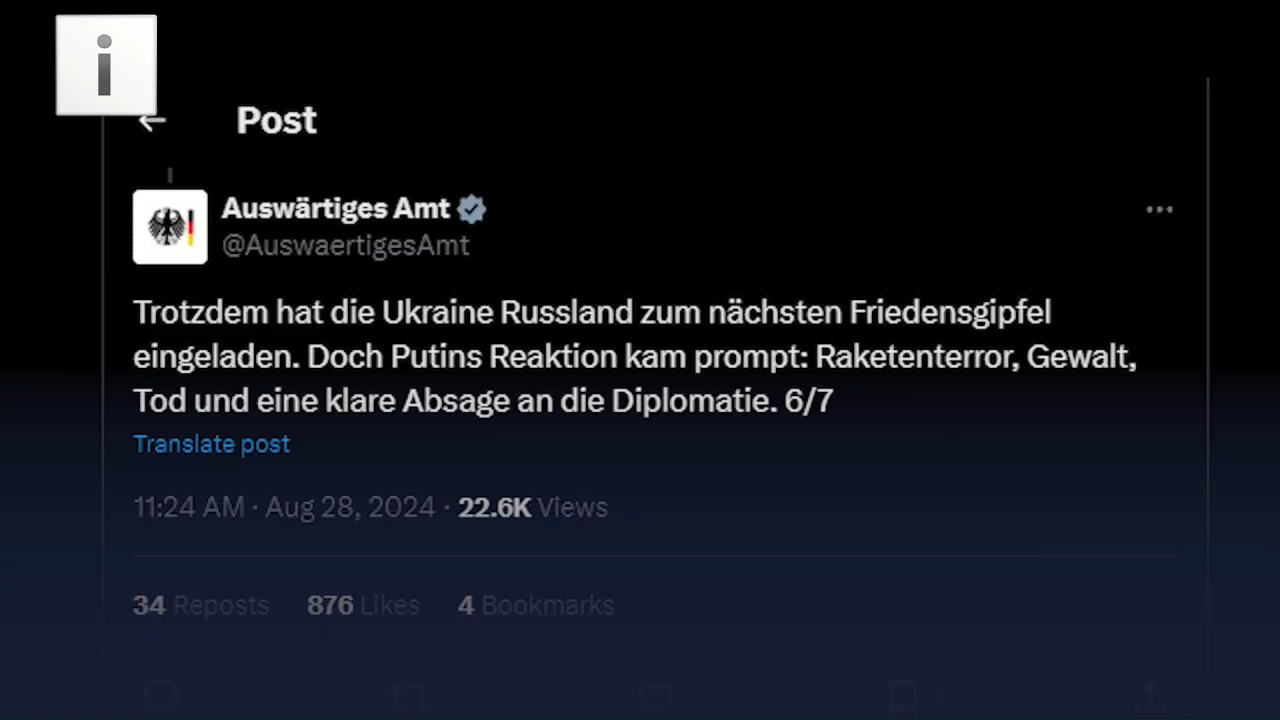 i
Post
Auswärtiges Amt
@AuswaertigesAmt
Trotzdem hat die Ukraine Russland zum nächsten Friedensgipfel
eingeladen. Doch Putins Reaktion kam prompt: Raketenterror, Gewalt,
Tod und eine klare Absage an die Diplomatie. 6/7
Translate post
11:24 AM · Aug 28, 2024 · 22.6K Views
34 Reposts 876 Likes 4 Bookmarks